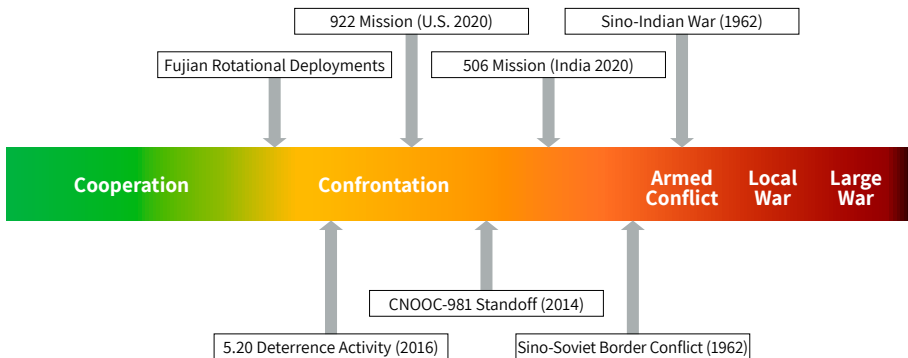 922 Mission (U.S. 2020)
Sino-Indian War (1962)
Fujian Rotational Deployments
506 Mission (India 2020)
Cooperation
Confrontation
Armed
Conflict
Local
War
Large
War
CNOOC-981 Standoff (2014)
5.20 Deterrence Activity (2016)
Sino-Soviet Border Conflict (1962)